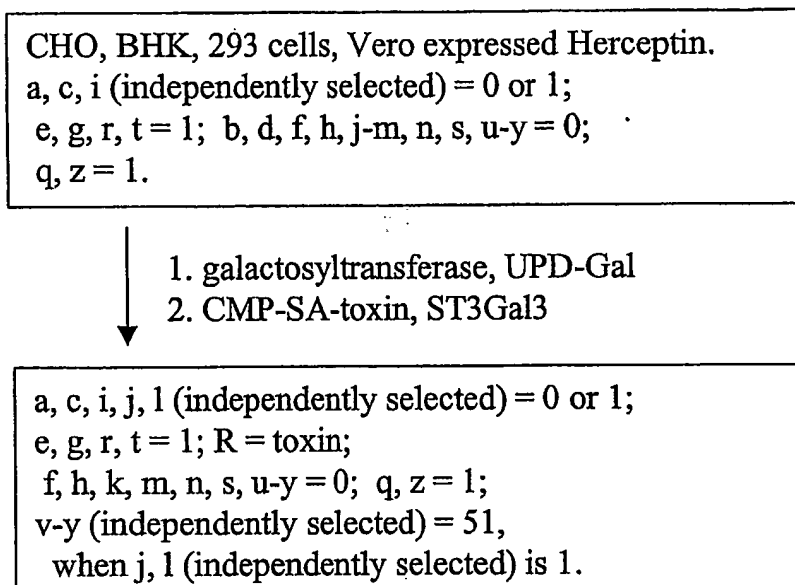 CHO, BHK, 293 cells, Vero expressed Herceptin.
a, c, i (independently selected) = 0 or 1;
e, g, r, t = 1; b, d, f, h, j-m, n, s, u-y = 0;
q, z = 1.
1. galactosyltransferase, UPD-Gal
2. CMP-SA-toxin, ST3Gal3
a, c, i, j, l (independently selected) = 0 or 1;
e, g, r, t = 1; R = toxin;
f, h, k, m, n, s, u-y = 0; q, z = 1;
v-y (independently selected) = 51,
when j, l (independently selected) is 1.